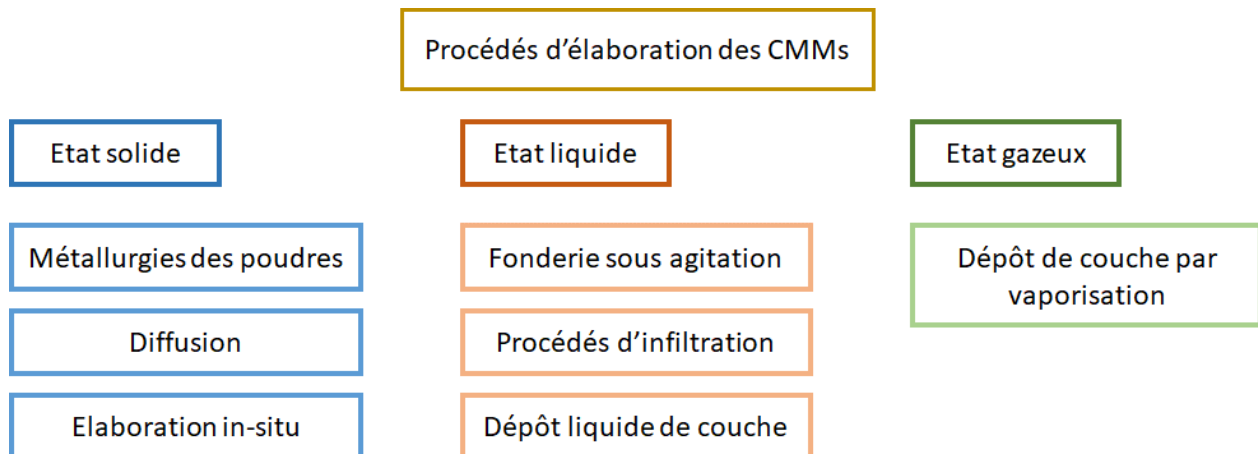 Procédés d’élaboration des CMMs
Etat solide
Etat liquide
Etat gazeux
Métallurgies des poudres
Fonderie sous agitation
Dépôt de couche par
vaporisation
Diffusion
Procédés d’infiltration
Elaboration in-situ
Dépôt liquide de couche